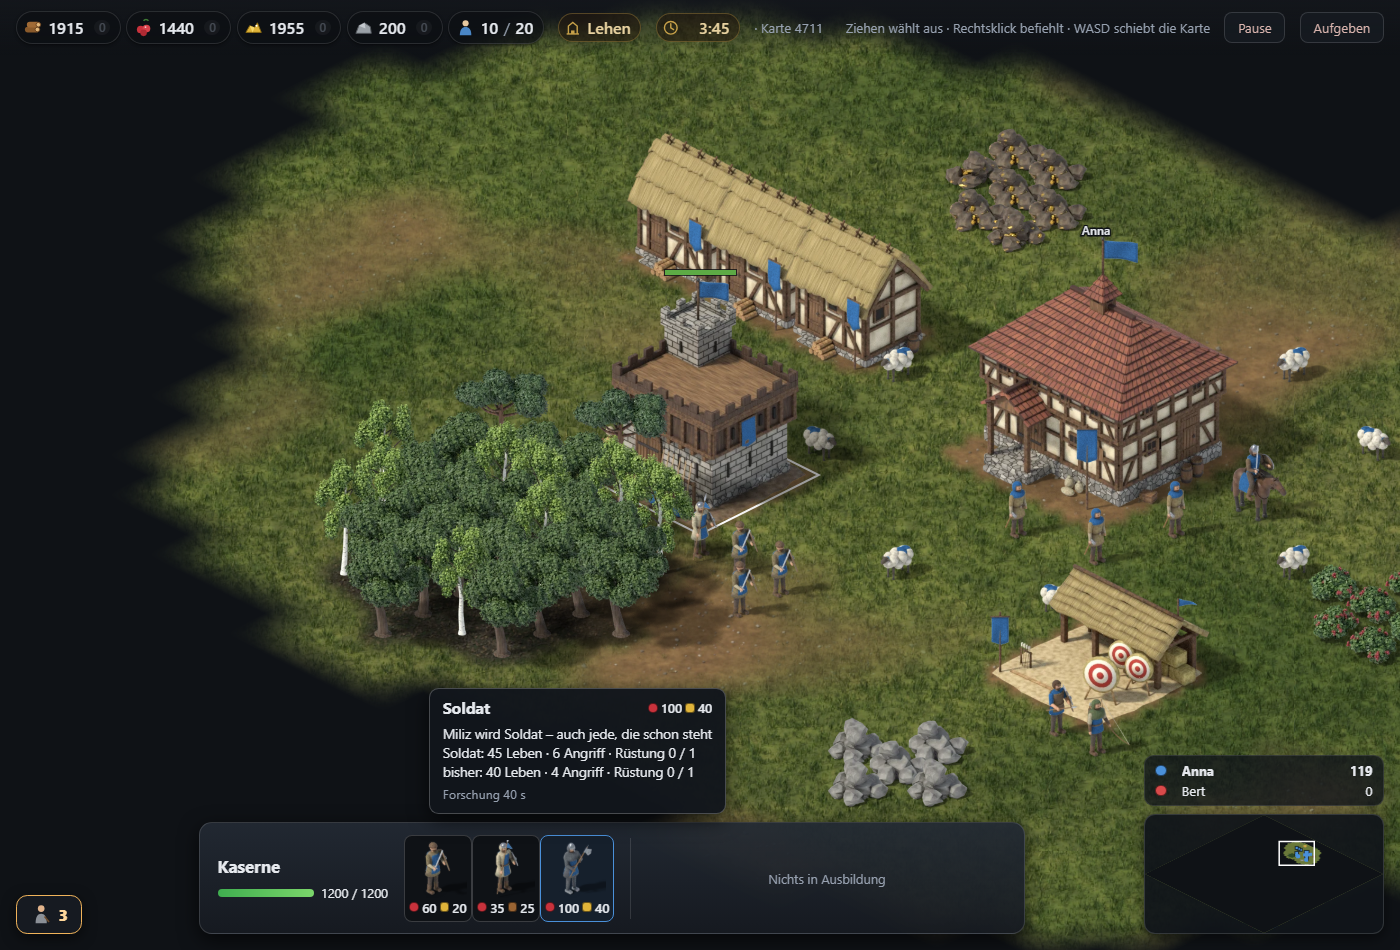 1915 0 1440 0 1955 0 200 0 10 / 20 Lehen 3:45 · Karte 4711 Ziehen wählt aus · Rechtsklick befiehlt · WASD schiebt die Karte Pause Aufgeben
Anna
Soldat 100 40
Miliz wird Soldat – auch jede, die schon steht
Soldat: 45 Leben · 6 Angriff · Rüstung 0 / 1
bisher: 40 Leben · 4 Angriff · Rüstung 0 / 1
Forschung 40 s
Anna 119
Bert 0
Kaserne
1200 / 1200
60 20 35 25 100 40
Nichts in Ausbildung
3